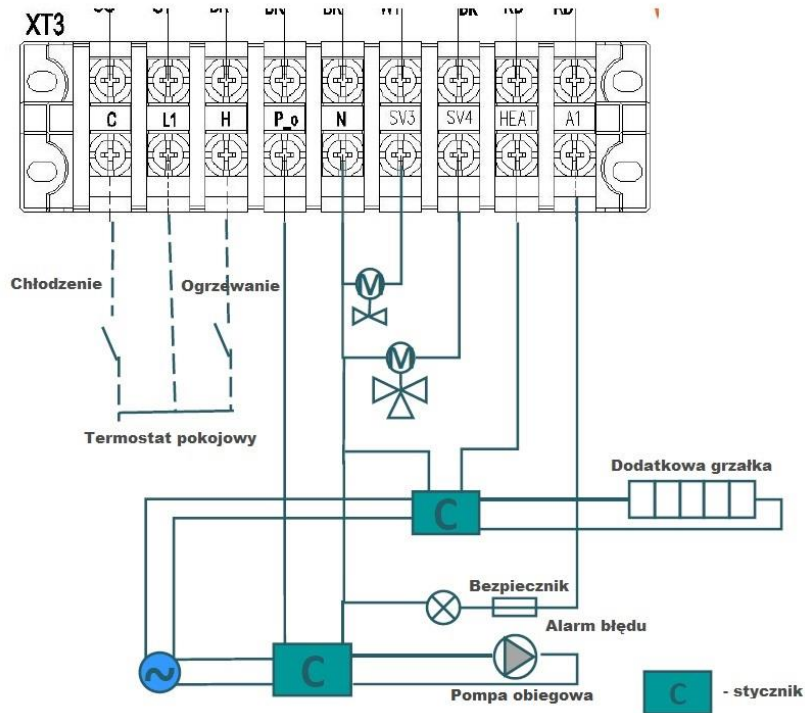 XT3
C L1 H P_o N SV3 SV4 HEAT A1
M
Chłodzenie
Ogrzewanie
M
Termostat pokojowy
Dodatkowa grzałka
C
Bezpiecznik
Alarm błędu
C
Pompa obiegowa
C - stycznik